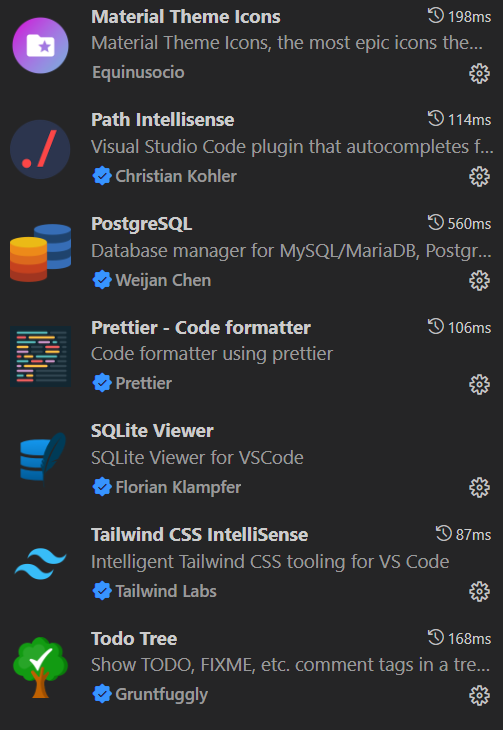 Material Theme Icons 198ms
Material Theme Icons, the most epic icons the...
Equinusocio
Path Intellisense 114ms
Visual Studio Code plugin that autocompletes f...
Christian Kohler
PostgreSQL 560ms
Database manager for MySQL/MariaDB, Postgr...
Weijan Chen
Prettier - Code formatter 106ms
Code formatter using prettier
Prettier
SQLite Viewer
SQLite Viewer for VSCode
Florian Klampfer
Tailwind CSS IntelliSense 87ms
Intelligent Tailwind CSS tooling for VS Code
Tailwind Labs
Todo Tree 168ms
Show TODO, FIXME, etc. comment tags in a tre...
Gruntfuggly